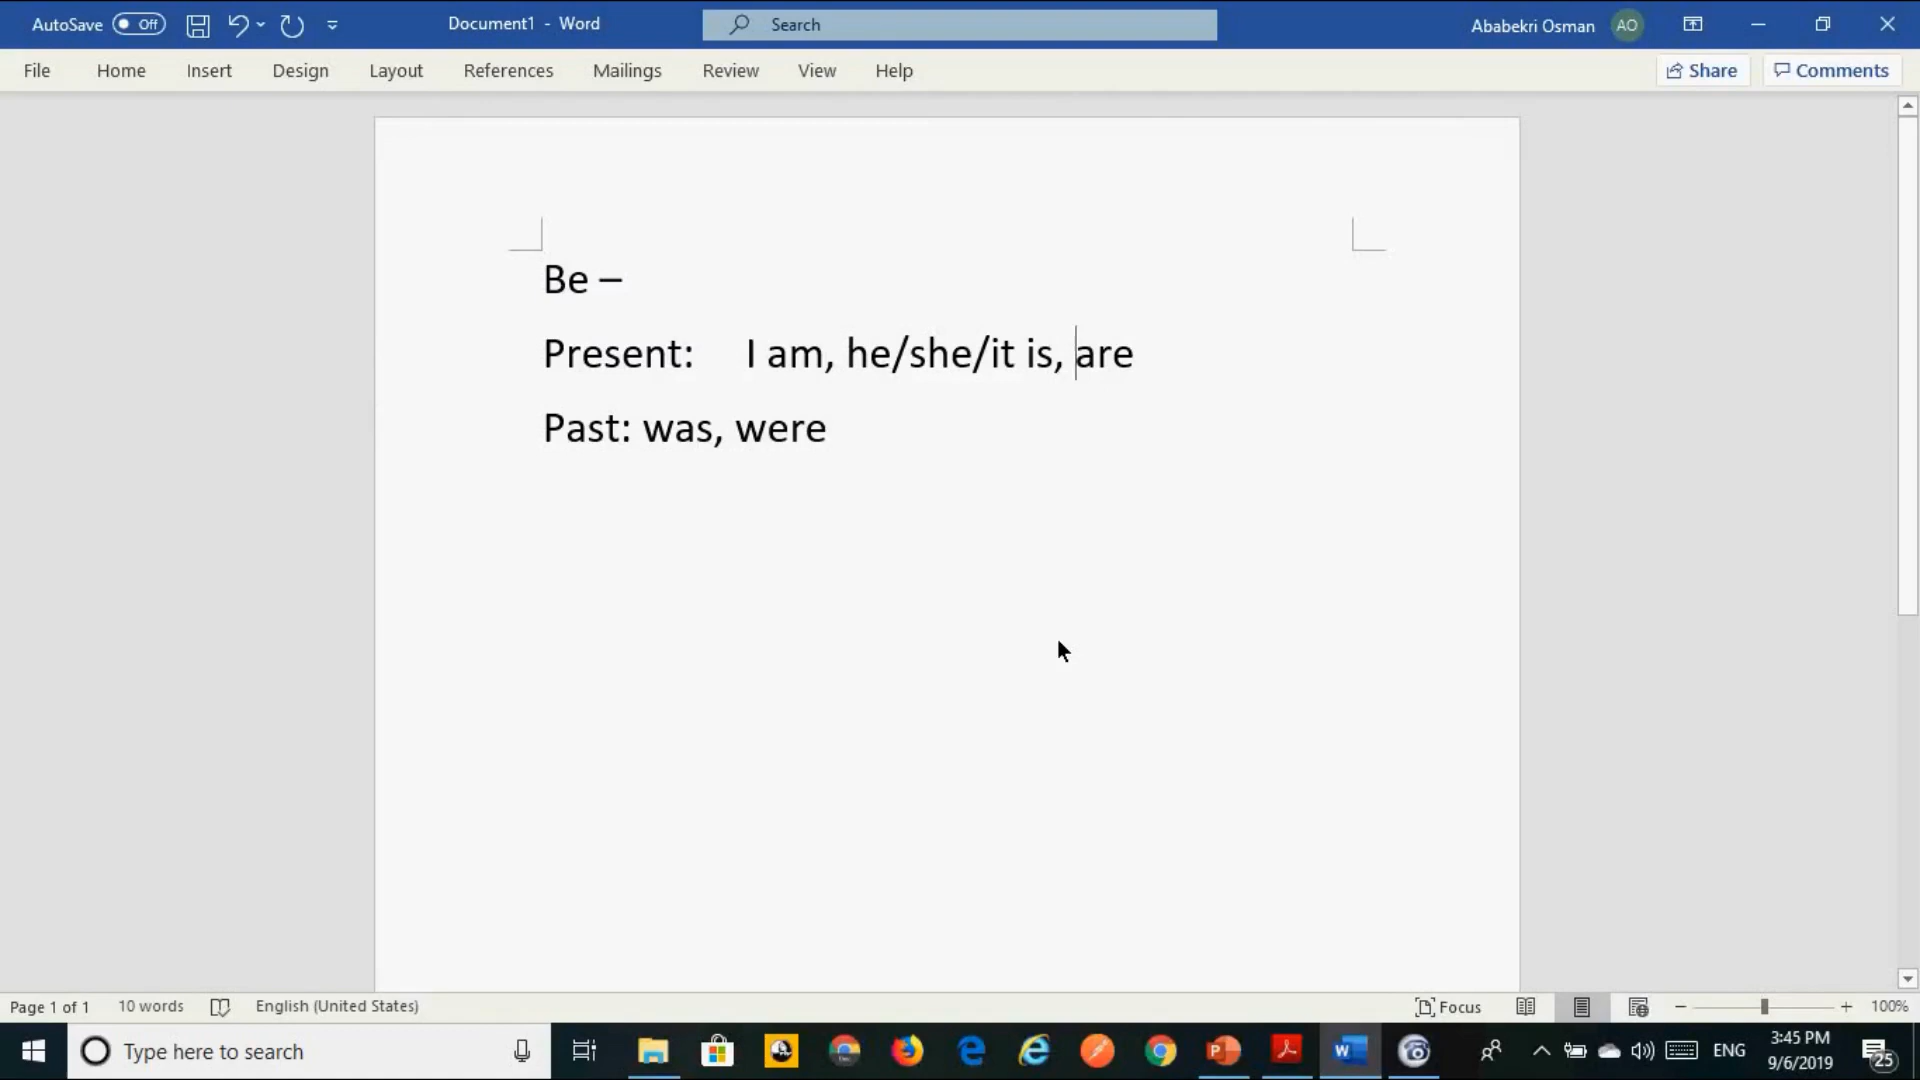 AutoSave Off Document1 - Word Search Ababekri Osman AO
File Home Insert Design Layout References Mailings Review View Help Share Comments
Be –
Present: I am, he/she/it is, are
Past: was, were
Page 1 of 1 10 words English (United States) Focus 100%
Type here to search ENG 3:45 PM
9/6/2019 25